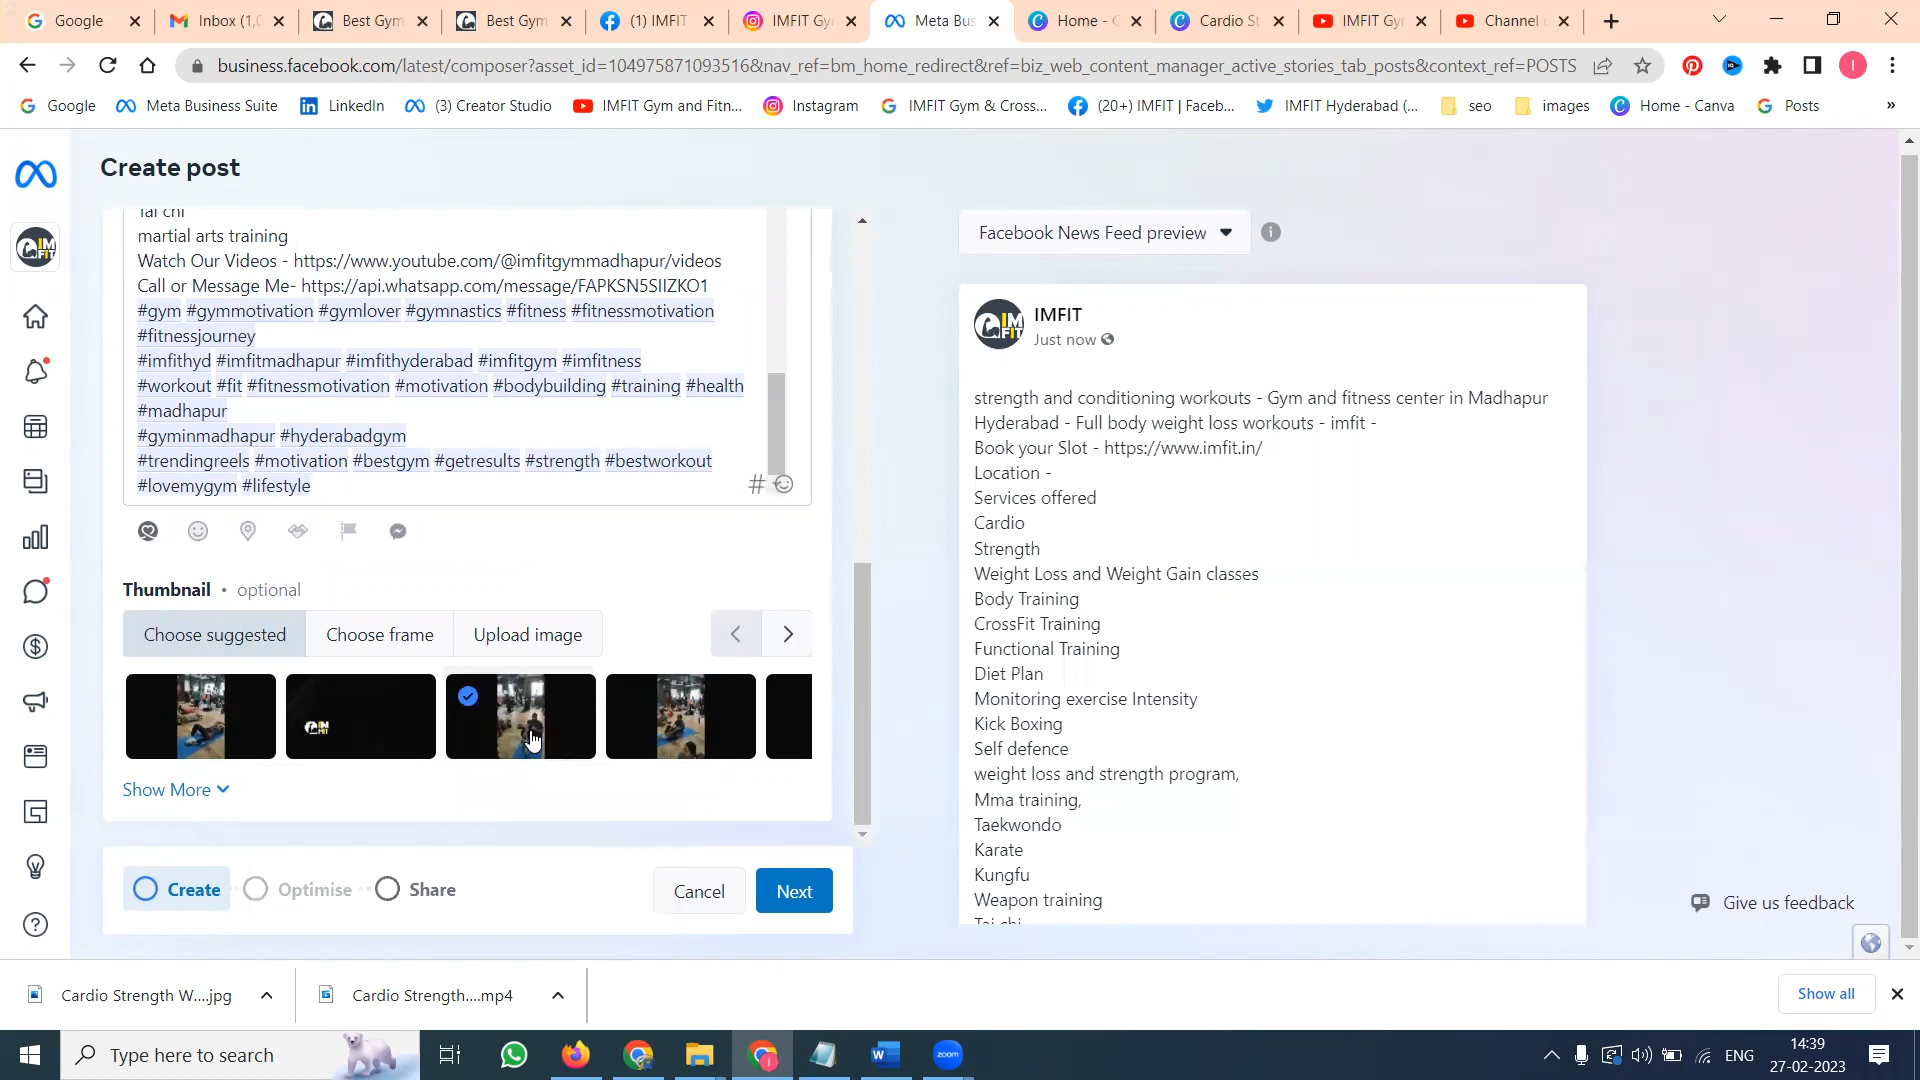 Google
Inbox (1,0
Best Gym
Best Gym
(1) IMFIT
IMFIT Gy
Meta Bus
Home - C
Cardio St
IMFIT Gy
Channel
business.facebook.com/latest/composer?asset_id=104975871093516&nav_ref=bm_home_redirect&ref=biz_web_content_manager_active_stories_tab_posts&context_ref=POSTS
I
Google
Meta Business Suite
LinkedIn
(3) Creator Studio
IMFIT Gym and Fitn...
Instagram
IMFIT Gym & Cross...
(20+) IMFIT | Faceb...
IMFIT Hyderabad (...
seo
images
Home - Canva
Posts
»
Create post
Tai chi
martial arts training
Watch Our Videos - https://www.youtube.com/@imfitgymmadhapur/videos
Call or Message Me- https://api.whatsapp.com/message/FAPKSN5SIIZKO1
#gym #gymmotivation #gymlover #gymnastics #fitness #fitnessmotivation
#fitnessjourney
#imfithyd #imfitmadhapur #imfithyderabad #imfitgym #imfitness
#workout #fit #fitnessmotivation #motivation #bodybuilding #training #health
#madhapur
#gyminmadhapur #hyderabadgym
#trendingreels #motivation #bestgym #getresults #strength #bestworkout
#lovemygym #lifestyle
#
Thumbnail • optional
Choose suggested
Choose frame
Upload image
IM
FIT
Show More
Create
Optimise
Share
Cancel
Next
Facebook News Feed preview
IM
FIT
IMFIT
Just now
strength and conditioning workouts - Gym and fitness center in Madhapur
Hyderabad - Full body weight loss workouts - imfit -
Book your Slot - https://www.imfit.in/
Location -
Services offered
Cardio
Strength
Weight Loss and Weight Gain classes
Body Training
CrossFit Training
Functional Training
Diet Plan
Monitoring exercise Intensity
Kick Boxing
Self defence
weight loss and strength program,
Mma training,
Taekwondo
Karate
Kungfu
Weapon training
Tai chi
Give us feedback
Cardio Strength W....jpg
Cardio Strength....mp4
Show all
Type here to search
zoom
ENG
14:39
27-02-2023